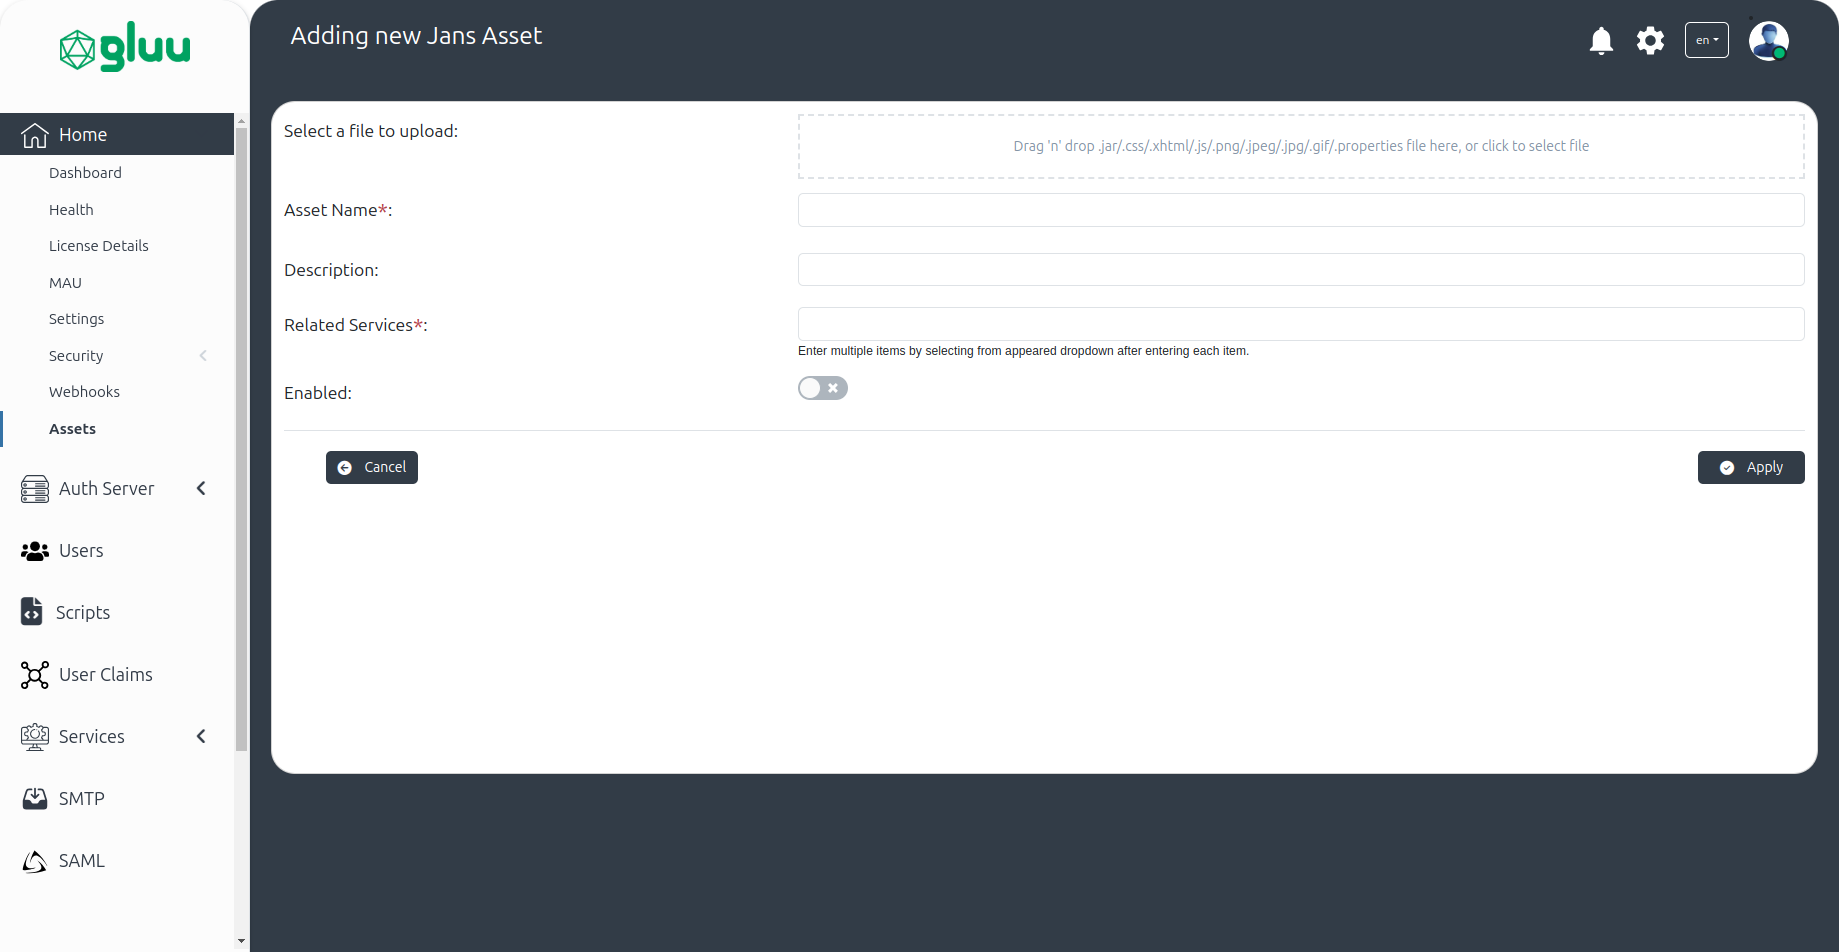 gluu
Adding new Jans Asset
en
Home
Dashboard
Health
License Details
MAU
Settings
Security
Webhooks
Assets
Auth Server
Users
Scripts
User Claims
Services
SMTP
SAML
Select a file to upload:
Drag 'n' drop .jar/.css/.xhtml/.js/.png/.jpeg/.jpg/.gif/.properties file here, or click to select file
Asset Name*:
Description:
Related Services*:
Enter multiple items by selecting from appeared dropdown after entering each item.
Enabled:
Cancel
Apply